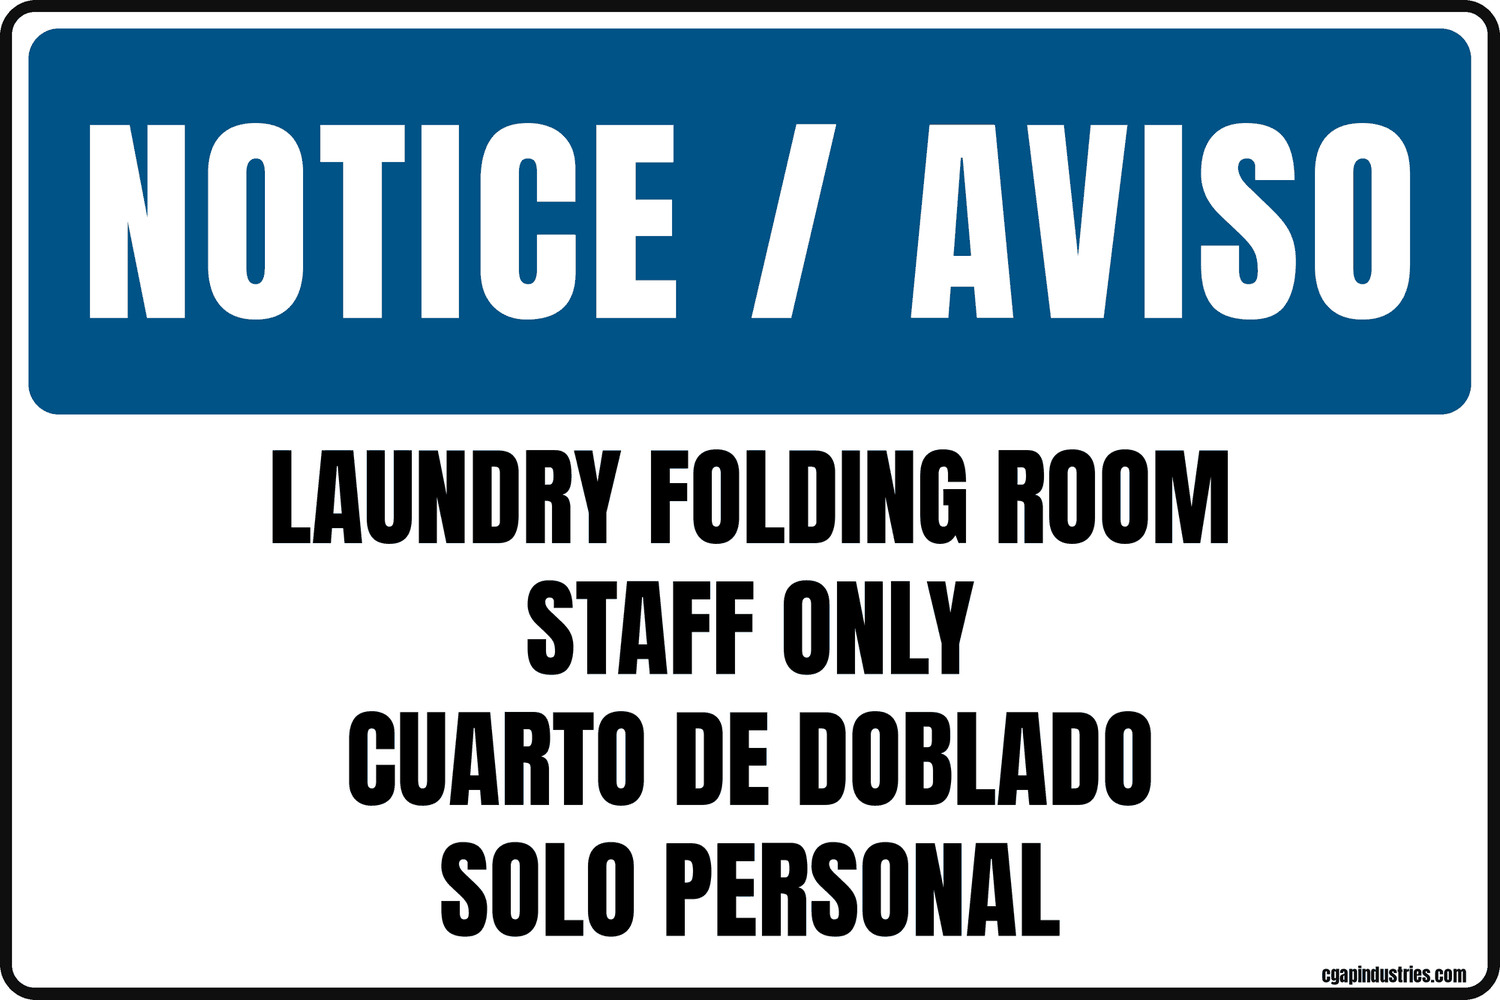 NOTICE / AVISO
LAUNDRY FOLDING ROOM
STAFF ONLY
CUARTO DE DOBLADO
SOLO PERSONAL
cgapindustries.com